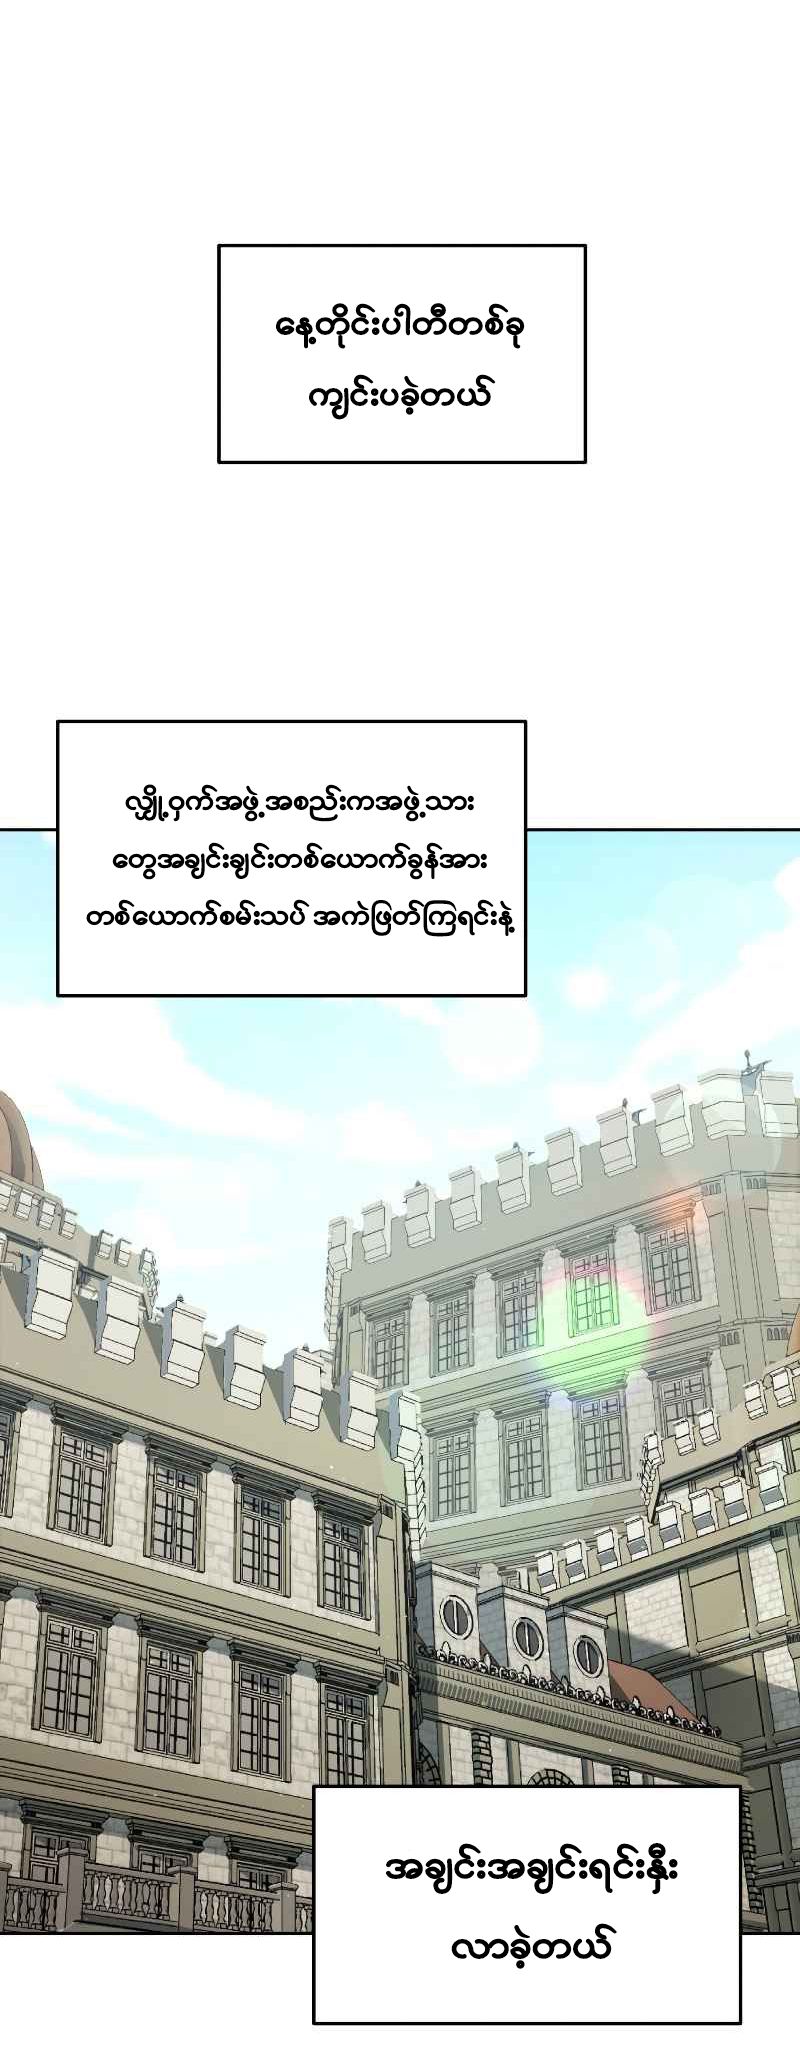 နေ့တိုင်းပါတီတစ်ခု
ကျင်းပခဲ့တယ်
လျှို့ဝှက်အဖွဲ့အစည်းကအဖွဲ့သား
တွေအချင်းချင်းတစ်ယောက်ခွန်အား
တစ်ယောက်စမ်းသပ် အကဲဖြတ်ကြရင်းနဲ့
အချင်းအချင်းရင်းနှီး
လာခဲ့တယ်